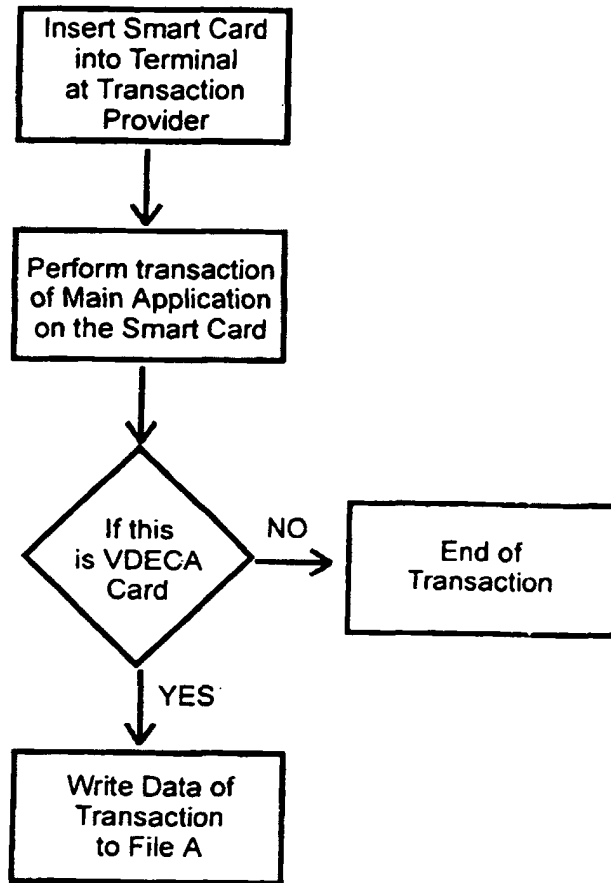 Insert Smart Card
into Terminal
at Transaction
Provider
Perform transaction
of Main Application
on the Smart Card
If this
is VDECA
Card
NO
End of
Transaction
YES
Write Data of
Transaction
to File A